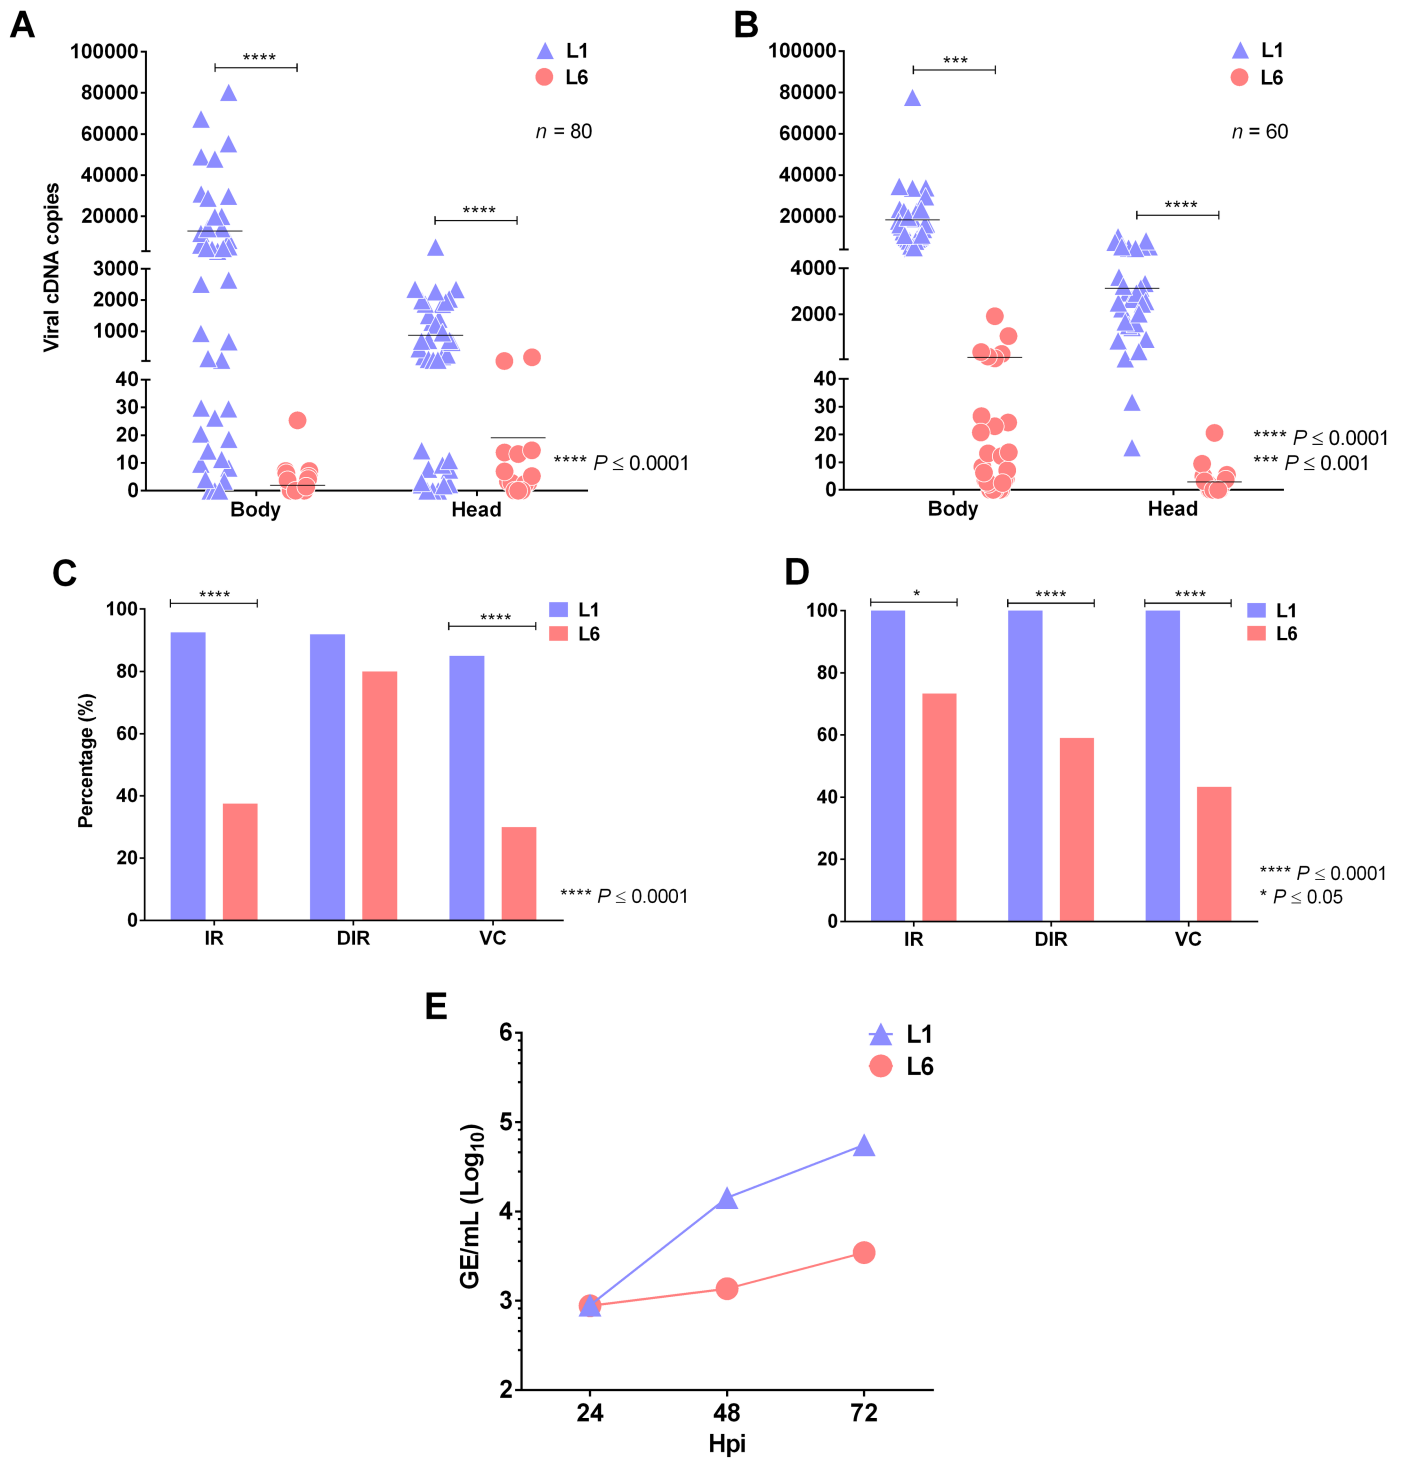 A
Viral cDNA copies
100000
80000
60000
40000
20000
3000
2000
1000
40
30
20
10
0
****
****
L1
L6
n = 80
**** P ≤ 0.0001
Body
Head
B
100000
80000
60000
40000
20000
4000
2000
40
30
20
10
0
***
****
L1
L6
n = 60
**** P ≤ 0.0001
*** P ≤ 0.001
Body
Head
C
Percentage (%)
100
80
60
40
20
0
****
****
L1
L6
**** P ≤ 0.0001
IR
DIR
VC
D
100
80
60
40
20
0
*
****
****
L1
L6
**** P ≤ 0.0001
* P ≤ 0.05
IR
DIR
VC
E
GE/mL (Log10)
6
5
4
3
2
L1
L6
24
48
72
Hpi